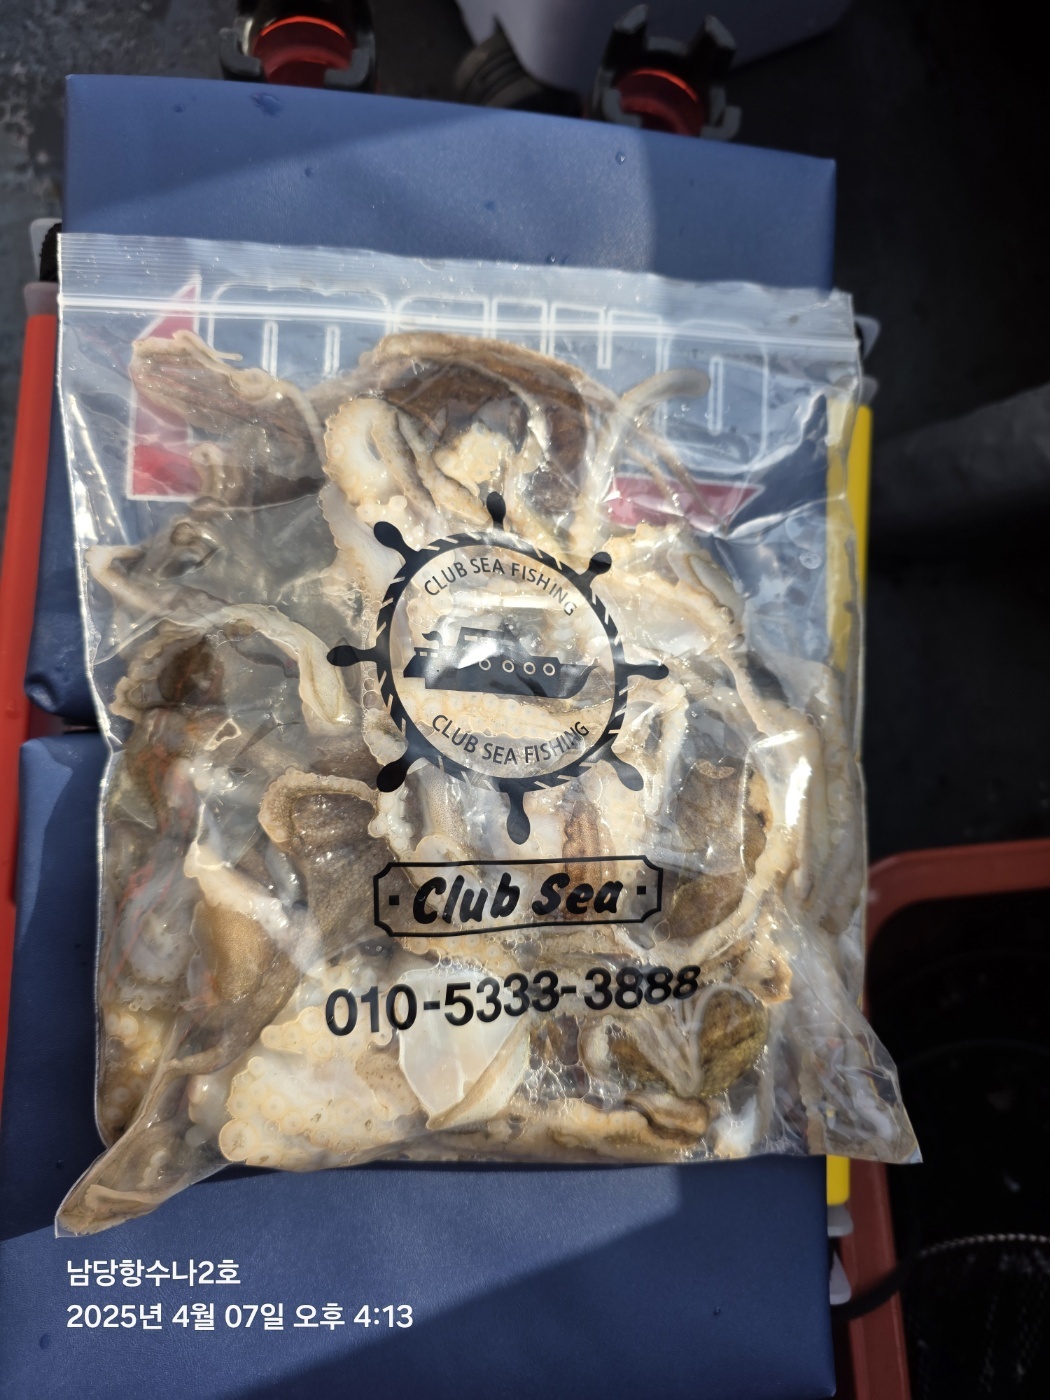 CLUB SEA FISHING
CLUB SEA FISHING
· Club Sea ·
010-5333-3888
남당항수나2호
2025년 4월 07일 오후 4:13